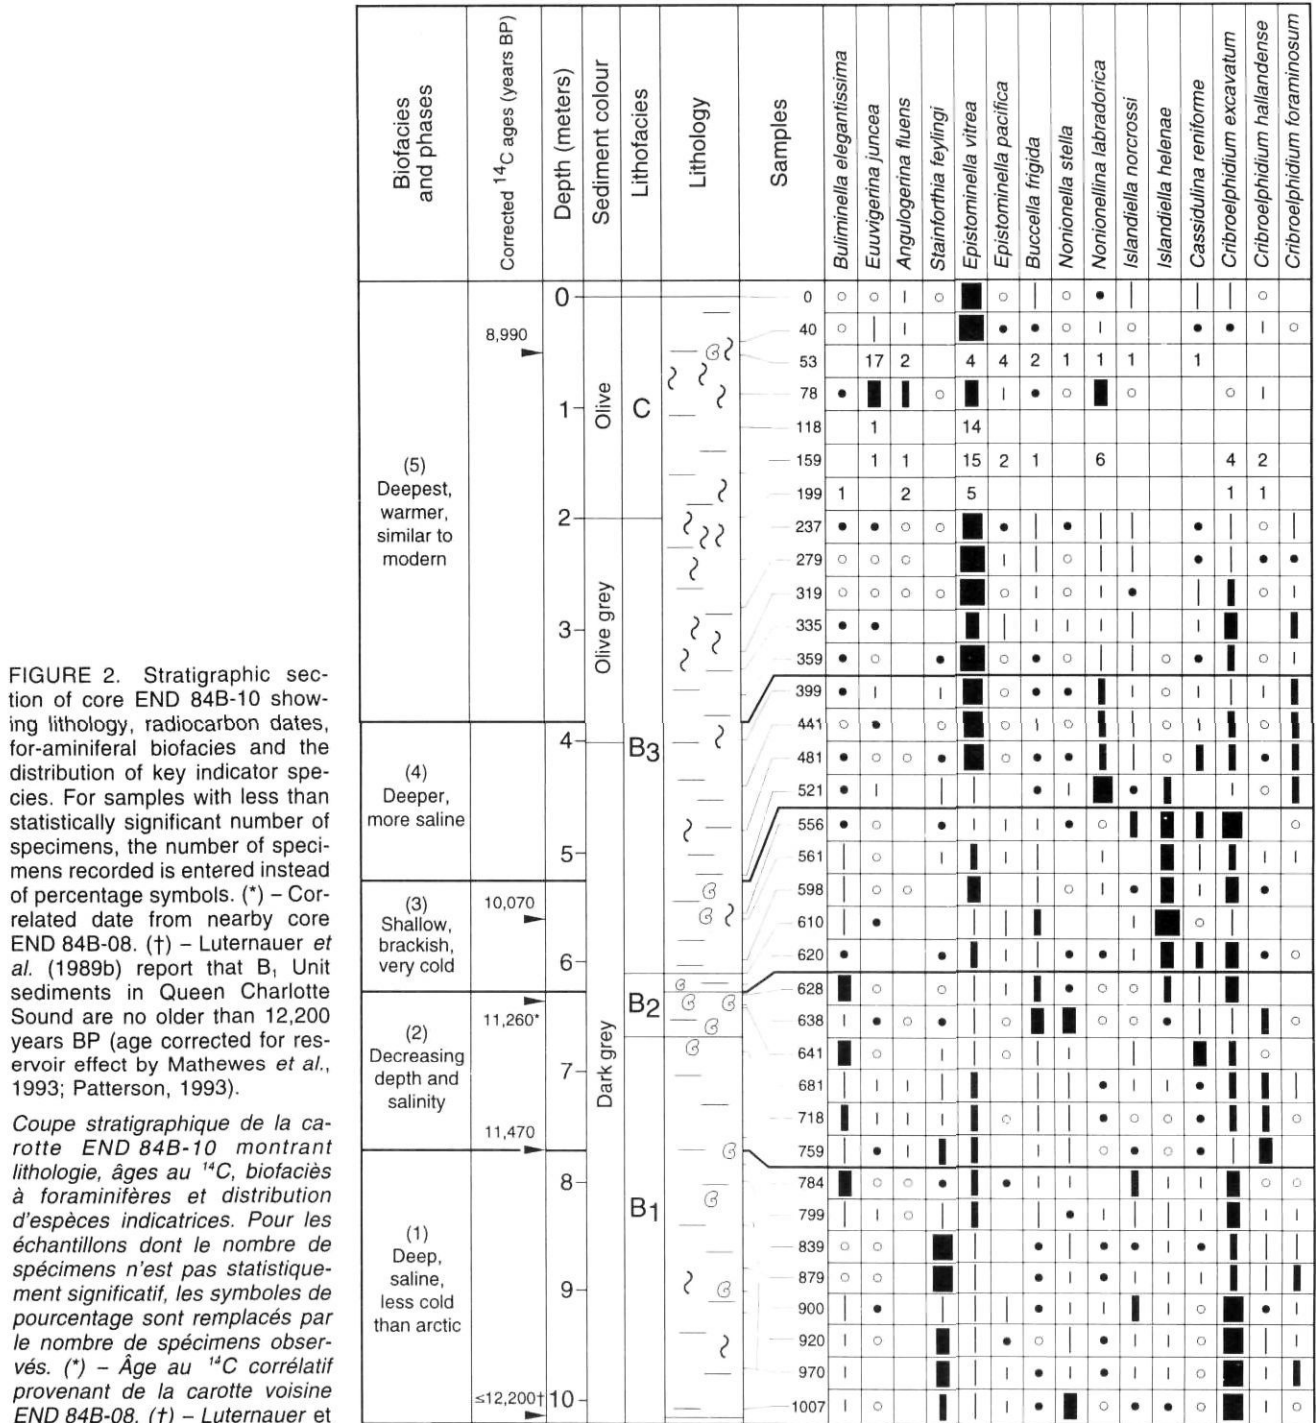 Biofacies
and phases
Corrected 14C ages (years BP)
Depth (meters)
Sediment colour
Lithofacies
Lithology
Samples
Buliminella elegantissima
Euuvigerina juncea
Angulogerina fluens
Stainforthia feylingi
Epistominella vitrea
Epistominella pacifica
Buccella frigida
Nonionella stella
Nonionellina labradorica
Islandiella norcrossi
Islandiella helenae
Cassidulina reniforme
Cribroelphidium excavatum
Cribroelphidium hallandense
Cribroelphidium foraminosum
(5)
Deepest,
warmer,
similar to
modern
(4)
Deeper,
more saline
(3)
Shallow,
brackish,
very cold
(2)
Decreasing
depth and
salinity
(1)
Deep,
saline,
less cold
than arctic
8,990
10,070
11,260*
11,470
≤12,200†
0
1
2
3
4
5
6
7
8
9
10
Olive
Olive grey
Dark grey
C
B3
B2
B1
0
40
53 17 2 4 4 2 1 1 1 1
78
118 1 14
159 1 1 15 2 1 6 4 2
199 1 2 5 1 1
237
279
319
335
359
399
441
481
521
556
561
598
610
620
628
638
641
681
718
759
784
799
839
879
900
920
970
1007
FIGURE 2. Stratigraphic sec-
tion of core END 84B-10 show-
ing lithology, radiocarbon dates,
for-aminiferal biofacies and the
distribution of key indicator spe-
cies. For samples with less than
statistically significant number of
specimens, the number of speci-
mens recorded is entered instead
of percentage symbols. (*) – Cor-
related date from nearby core
END 84B-08. (†) – Luternauer et
al. (1989b) report that B1 Unit
sediments in Queen Charlotte
Sound are no older than 12,200
years BP (age corrected for res-
ervoir effect by Mathewes et al.,
1993; Patterson, 1993).
Coupe stratigraphique de la ca-
rotte END 84B-10 montrant
lithologie, âges au 14C, biofaciès
à foraminifères et distribution
d'espèces indicatrices. Pour les
échantillons dont le nombre de
spécimens n'est pas statistique-
ment significatif, les symboles de
pourcentage sont remplacés par
le nombre de spécimens obser-
vés. (*) – Âge au 14C corrélatif
provenant de la carotte voisine
END 84B-08. (†) – Luternauer et